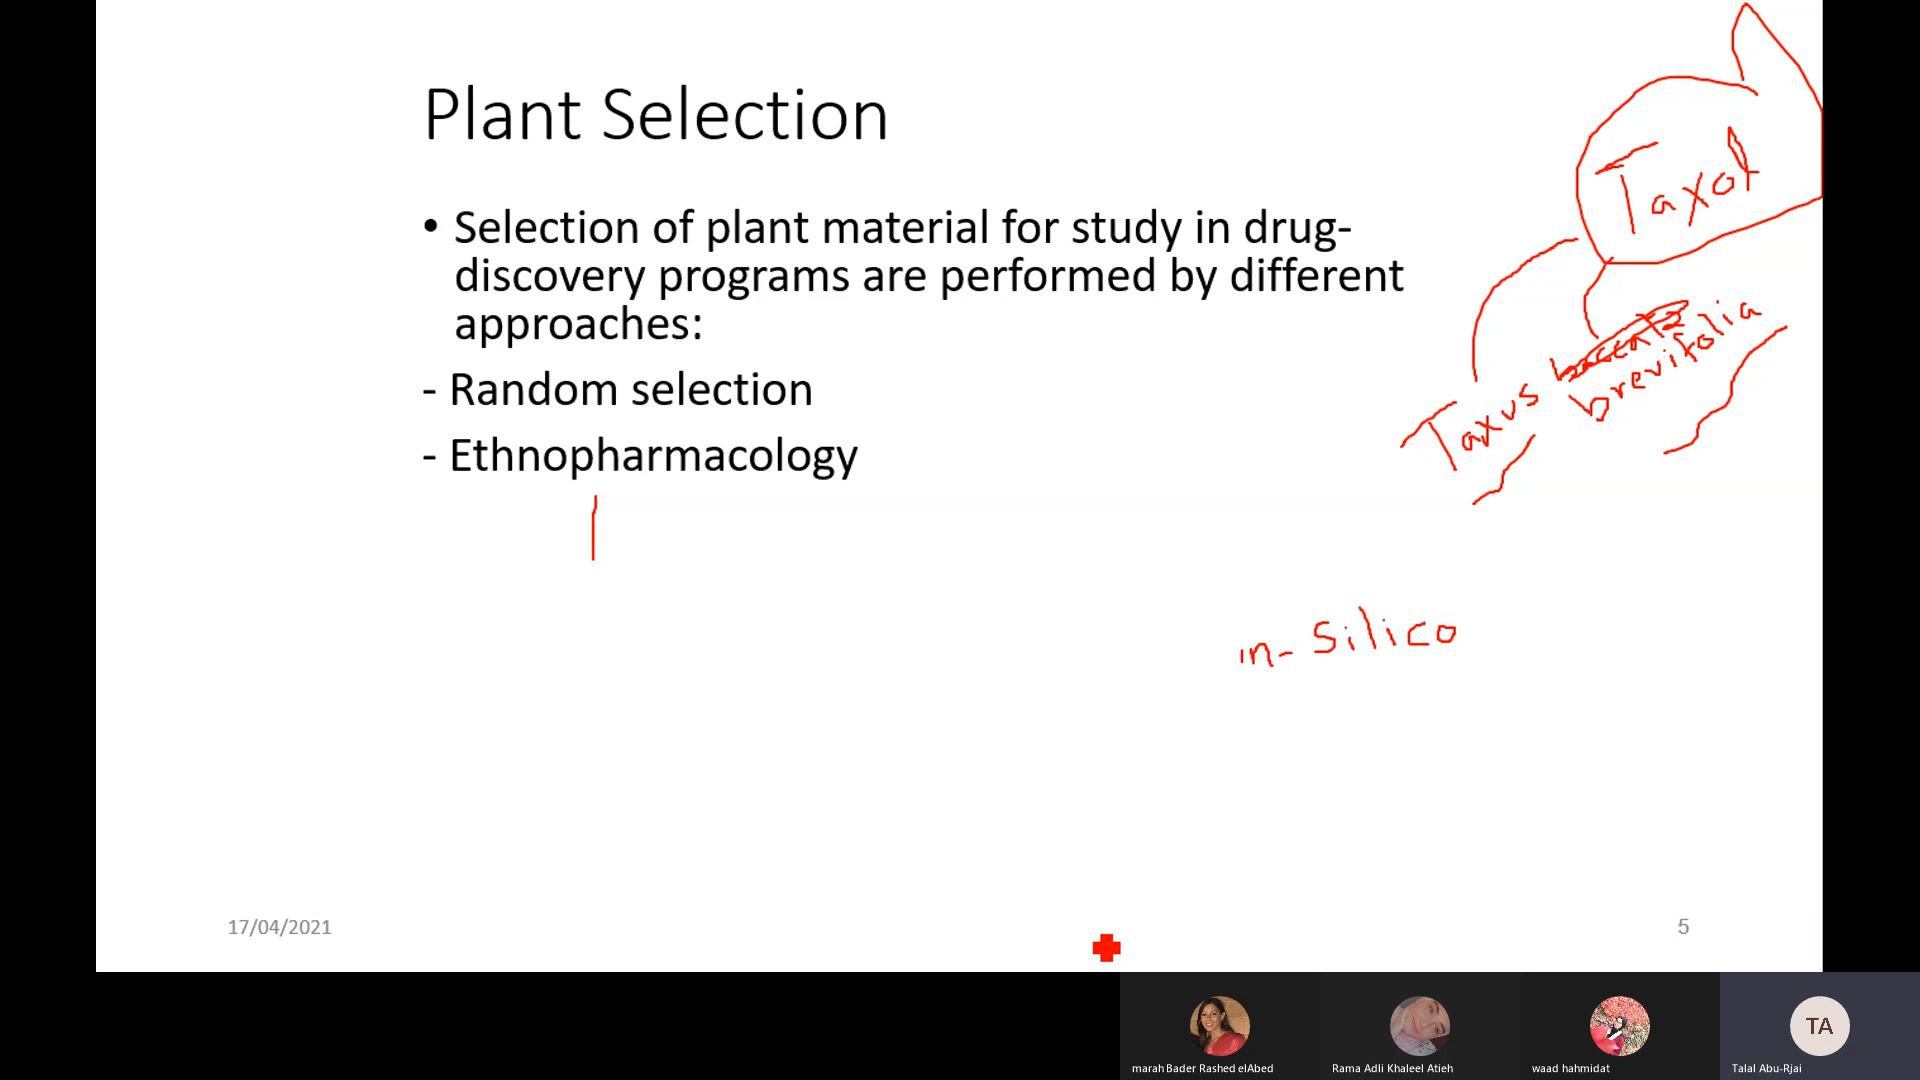 Plant Selection
• Selection of plant material for study in drug-
discovery programs are performed by different
approaches:
- Random selection
- Ethnopharmacology
Taxol
Taxus baccata
brevifolia
in-Silico
17/04/2021
5
marah Bader Rashed elAbed
Rama Adli Khaleel Atieh
waad hahmidat
TA
Talal Abu-Rjai